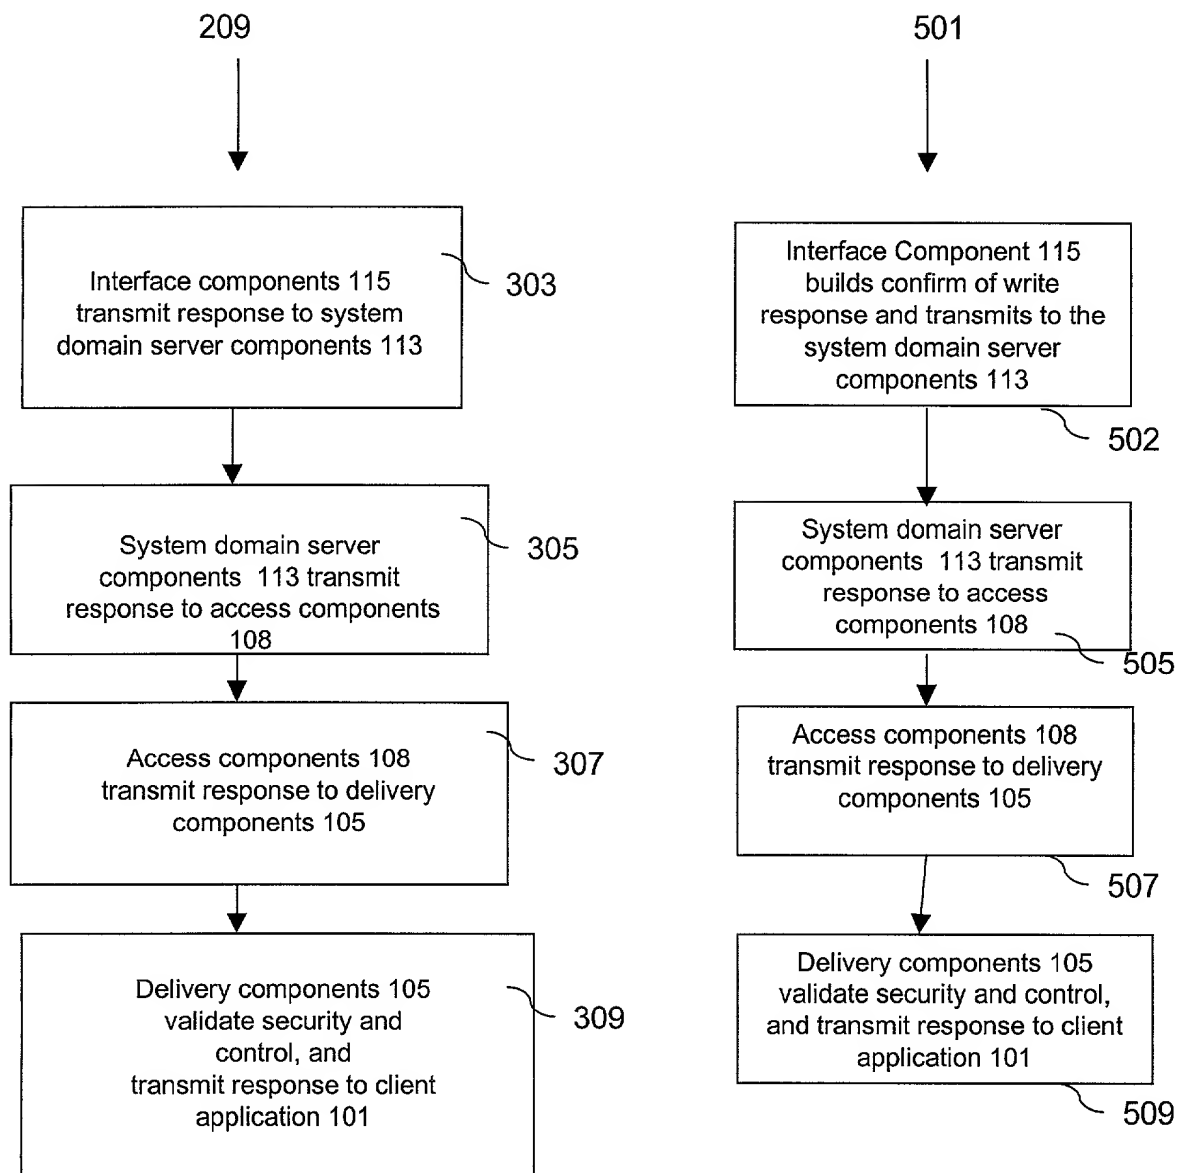 209
Interface components 115
transmit response to system
domain server components 113
303
System domain server
components 113 transmit
response to access components
108
305
Access components 108
transmit response to delivery
components 105
307
Delivery components 105
validate security and
control, and
transmit response to client
application 101
309
501
Interface Component 115
builds confirm of write
response and transmits to the
system domain server
components 113
502
System domain server
components 113 transmit
response to access
components 108
505
Access components 108
transmit response to delivery
components 105
507
Delivery components 105
validate security and control,
and transmit response to client
application 101
509